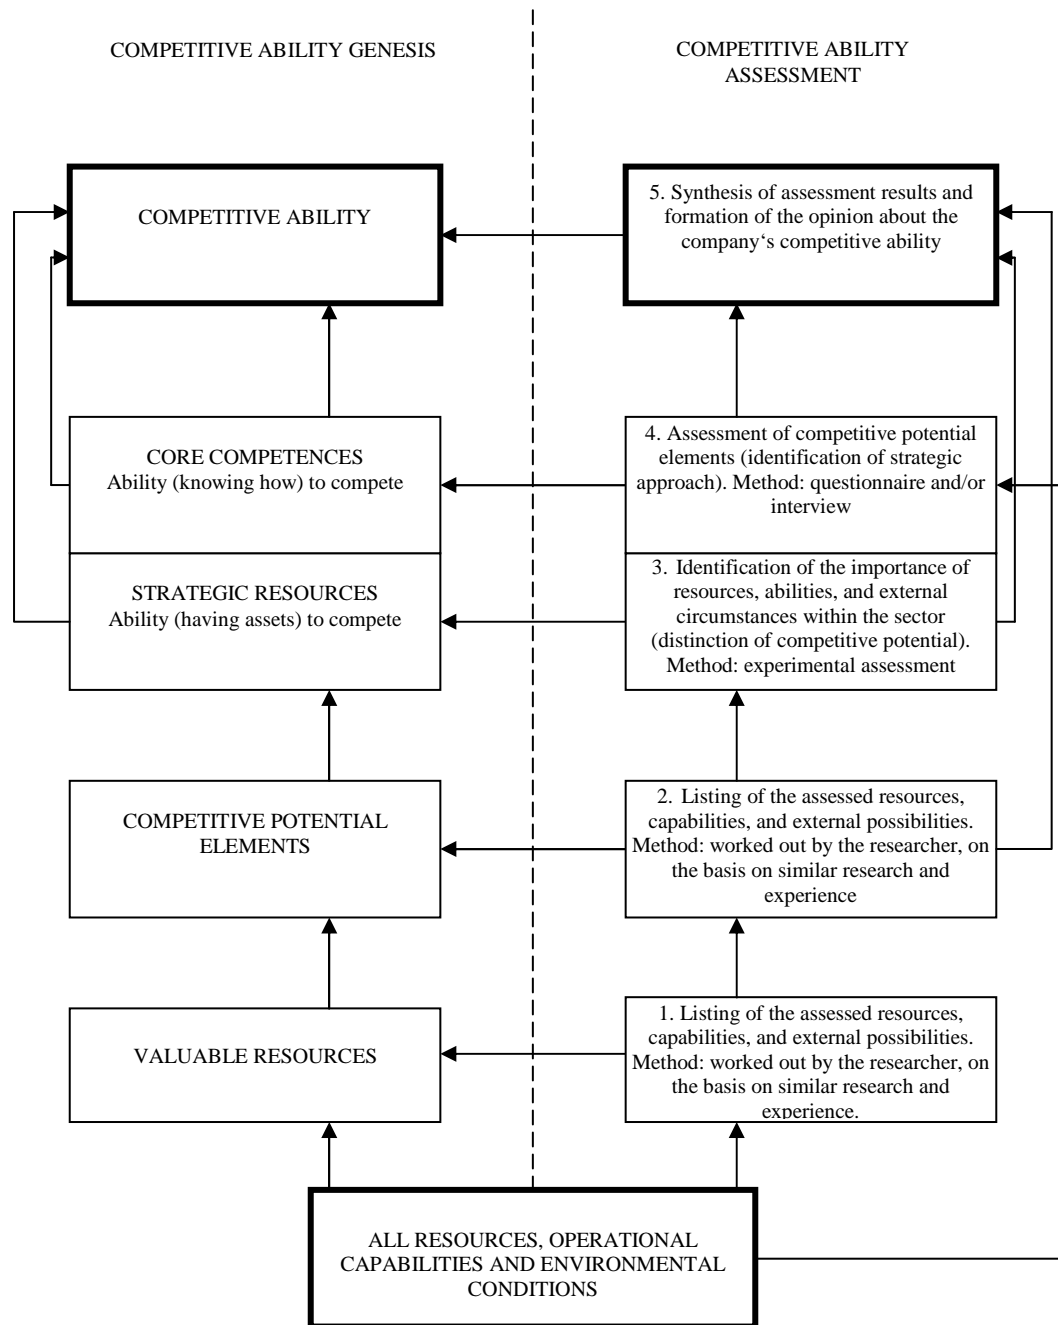 COMPETITIVE ABILITY GENESIS
COMPETITIVE ABILITY
ASSESSMENT
COMPETITIVE ABILITY
5. Synthesis of assessment results and
formation of the opinion about the
company‘s competitive ability
CORE COMPETENCES
Ability (knowing how) to compete
4. Assessment of competitive potential
elements (identification of strategic
approach). Method: questionnaire and/or
interview
STRATEGIC RESOURCES
Ability (having assets) to compete
3. Identification of the importance of
resources, abilities, and external
circumstances within the sector
(distinction of competitive potential).
Method: experimental assessment
COMPETITIVE POTENTIAL
ELEMENTS
2. Listing of the assessed resources,
capabilities, and external possibilities.
Method: worked out by the researcher, on
the basis on similar research and
experience
VALUABLE RESOURCES
1. Listing of the assessed resources,
capabilities, and external possibilities.
Method: worked out by the researcher, on
the basis on similar research and
experience.
ALL RESOURCES, OPERATIONAL
CAPABILITIES AND ENVIRONMENTAL
CONDITIONS